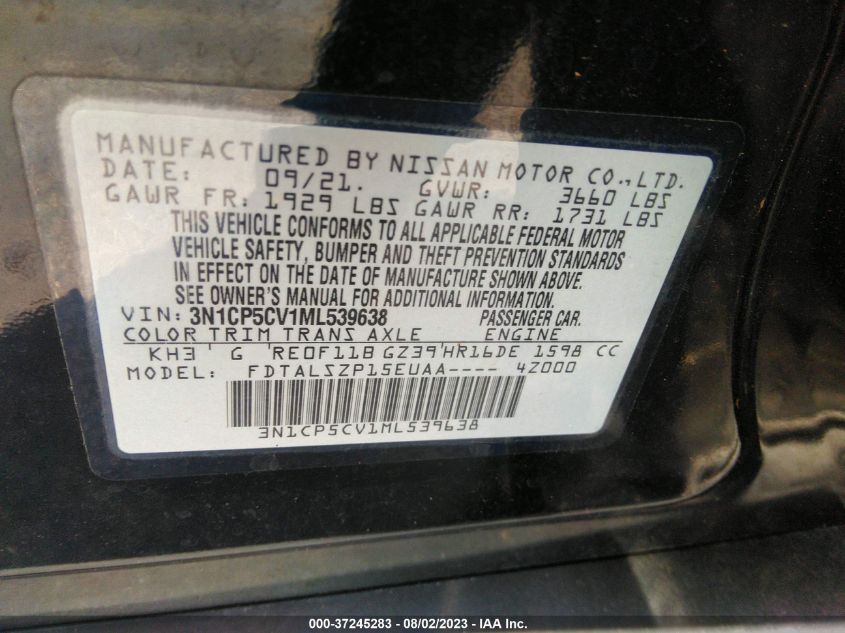 MANUFACTURED BY NISSAN MOTOR CO., LTD.
DATE: 09/21. GVWR: 3660 LBS
GAWR FR: 1929 LBS GAWR RR: 1731 LBS
THIS VEHICLE CONFORMS TO ALL APPLICABLE FEDERAL MOTOR
VEHICLE SAFETY, BUMPER AND THEFT PREVENTION STANDARDS
IN EFFECT ON THE DATE OF MANUFACTURE SHOWN ABOVE.
SEE OWNER'S MANUAL FOR ADDITIONAL INFORMATION.
VIN: 3N1CP5CV1ML539638 PASSENGER CAR.
COLOR TRIM TRANS AXLE ENGINE
KH3 G RE0F11B GZ39 HR16DE 1598 CC
MODEL: FDTALSZP15EUAA---- 4Z000
3N1CP5CV1ML539638
000-37245283 - 08/02/2023 - IAA Inc.